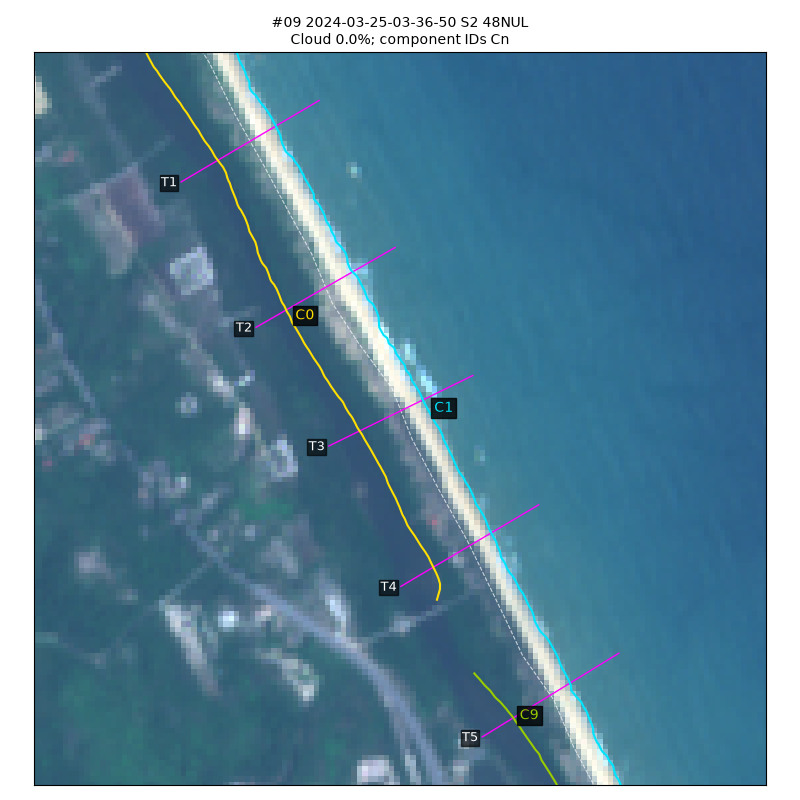 #09 2024-03-25-03-36-50 S2 48NUL
Cloud 0.0%; component IDs Cn
T1
T2
C0
C1
T3
T4
C9
T5